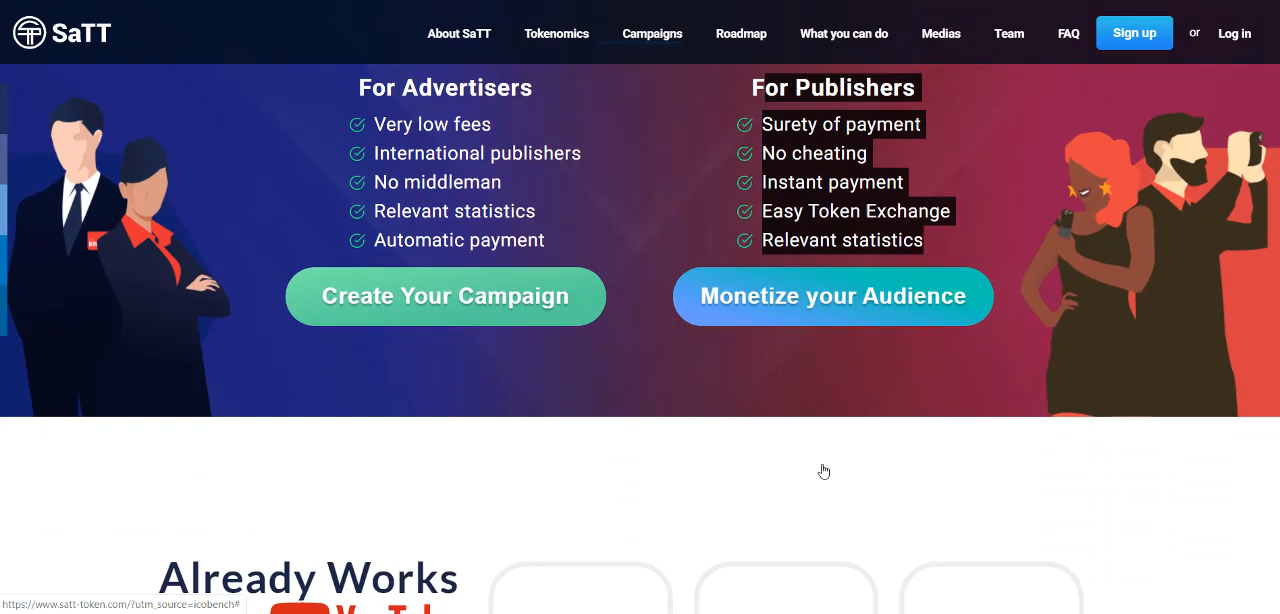 SaTT
About SaTT
Tokenomics
Campaigns
Roadmap
What you can do
Medias
Team
FAQ
Sign up
or
Log in
For Advertisers
Very low fees
International publishers
No middleman
Relevant statistics
Automatic payment
Create Your Campaign
For Publishers
Surety of payment
No cheating
Instant payment
Easy Token Exchange
Relevant statistics
Monetize your Audience
Already Works
https://www.satt-token.com/?utm_source=icobench#